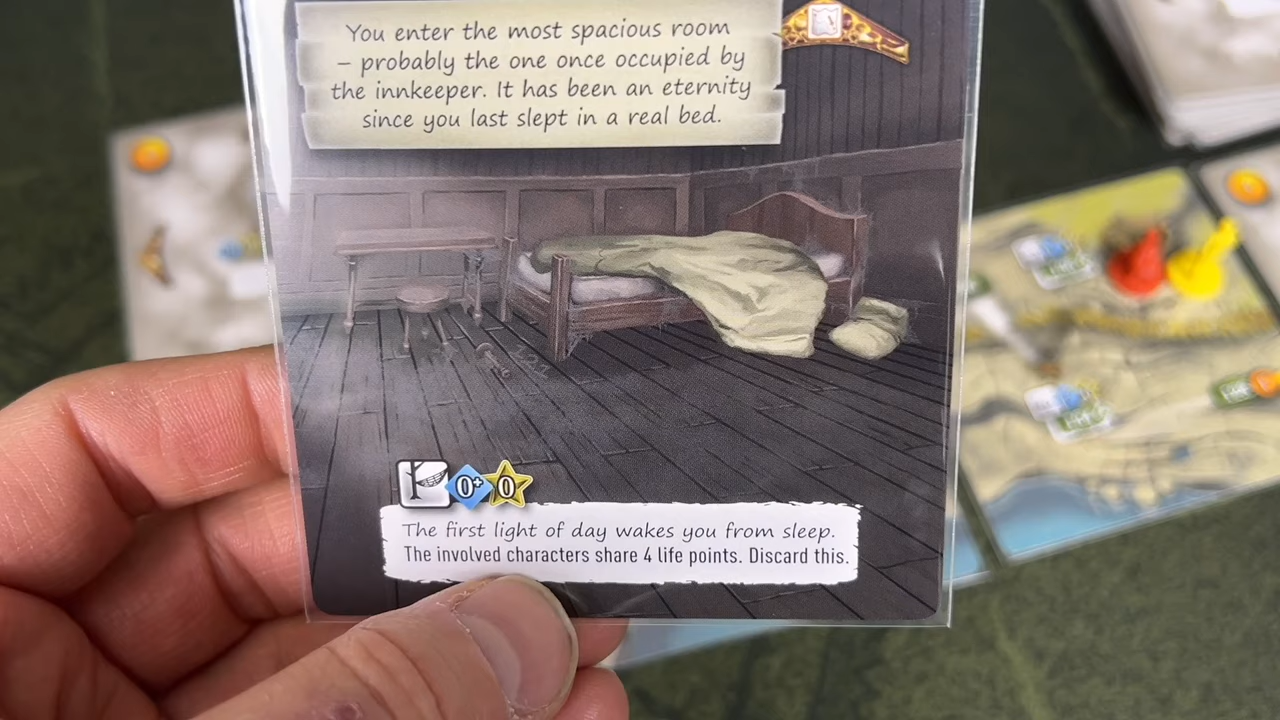 You enter the most spacious room
– probably the one once occupied by
the innkeeper. It has been an eternity
since you last slept in a real bed.
0+ 0
The first light of day wakes you from sleep.
The involved characters share 4 life points. Discard this.